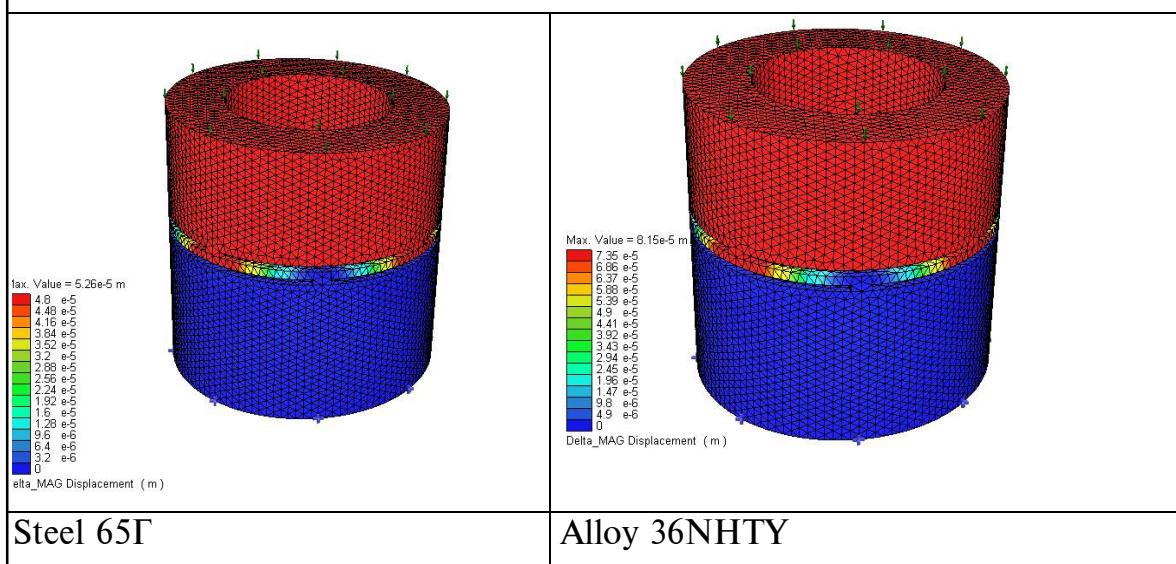 Max. Value = 5.26e-5 m
4.8 e-5
4.48 e-5
4.16 e-5
3.84 e-5
3.52 e-5
3.2 e-5
2.88 e-5
2.56 e-5
2.24 e-5
1.92 e-5
1.6 e-5
1.28 e-5
9.6 e-6
6.4 e-6
3.2 e-6
0
elta_MAG Displacement ( m )
Max. Value = 8.15e-5 m
7.35 e-5
6.86 e-5
6.37 e-5
5.88 e-5
5.39 e-5
4.9 e-5
4.41 e-5
3.92 e-5
3.43 e-5
2.94 e-5
2.45 e-5
1.96 e-5
1.47 e-5
9.8 e-6
4.9 e-6
0
Delta_MAG Displacement ( m )
Steel 65Г
Alloy 36NHTY